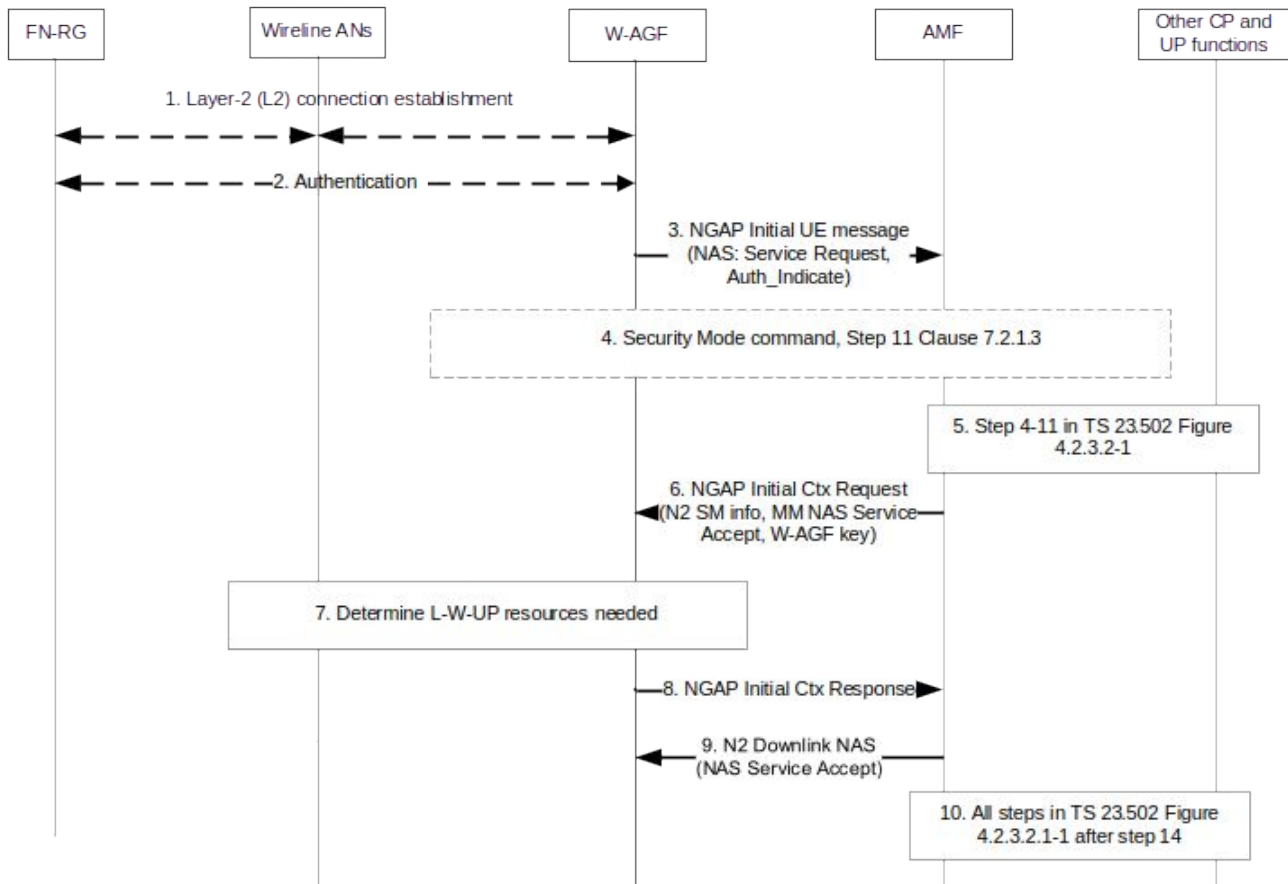 FN-RG
Wireline ANs
W-AGF
AMF
Other CP and
UP functions
1. Layer-2 (L2) connection establishment
2. Authentication
3. NGAP Initial UE message
(NAS: Service Request,
Auth_Indicate)
4. Security Mode command, Step 11 Clause 7.2.1.3
5. Step 4-11 in TS 23.502 Figure
4.2.3.2-1
6. NGAP Initial Ctx Request
(N2 SM info, MM NAS Service
Accept, W-AGF key)
7. Determine L-W-UP resources needed
8. NGAP Initial Ctx Response
9. N2 Downlink NAS
(NAS Service Accept)
10. All steps in TS 23.502 Figure
4.2.3.2.1-1 after step 14